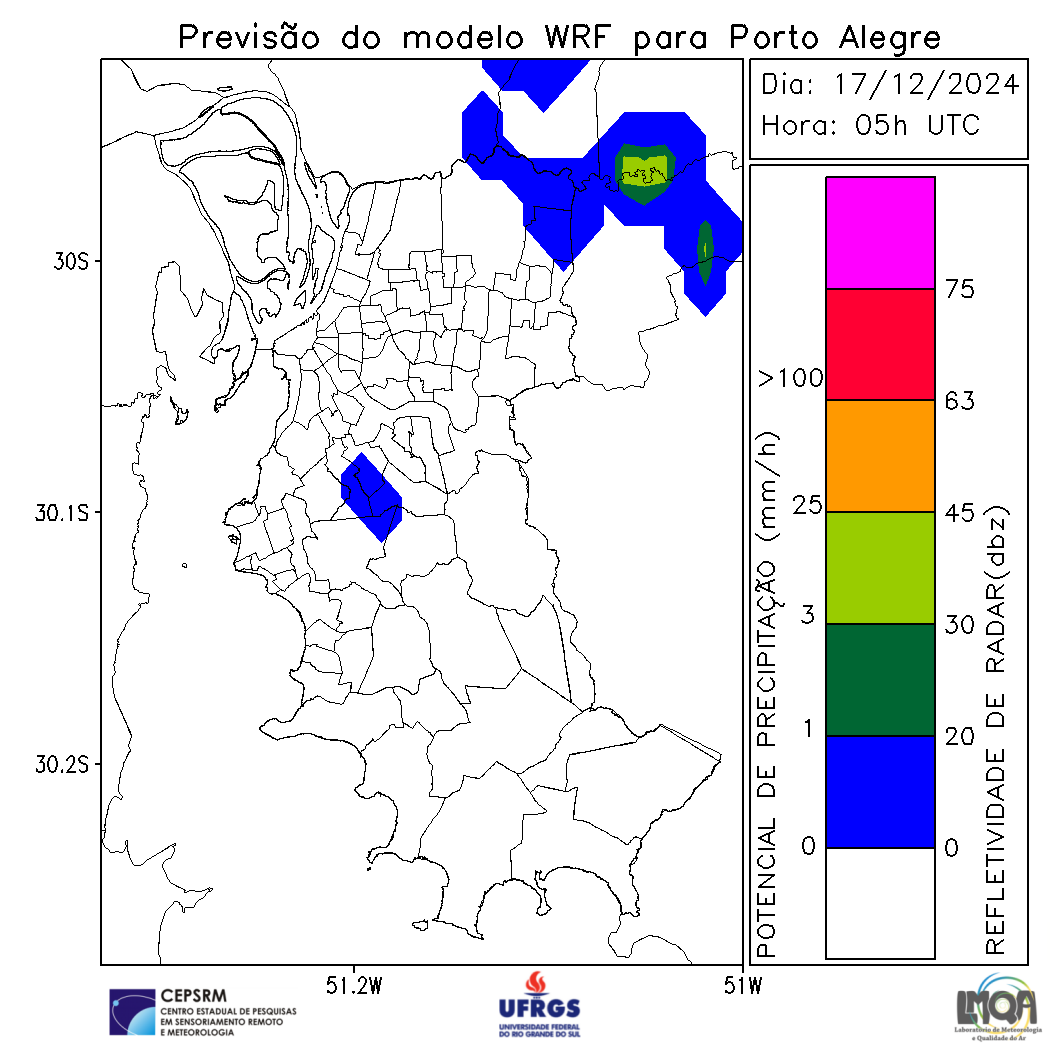 Previsão do modelo WRF para Porto Alegre
Dia: 17/12/2024
Hora: 05h UTC
30S
30.1S
30.2S
51.2W
51W
POTENCIAL DE PRECIPITAÇÃO (mm/h)
>100
25
3
1
0
75
63
45
30
20
0
REFLETIVIDADE DE RADAR(dbz)
CEPSRM
CENTRO ESTADUAL DE PESQUISAS
EM SENSORIAMENTO REMOTO
E METEOROLOGIA
UFRGS
UNIVERSIDADE FEDERAL
DO RIO GRANDE DO SUL
LMQA
Laboratório de Meteorologia
e Qualidade do Ar